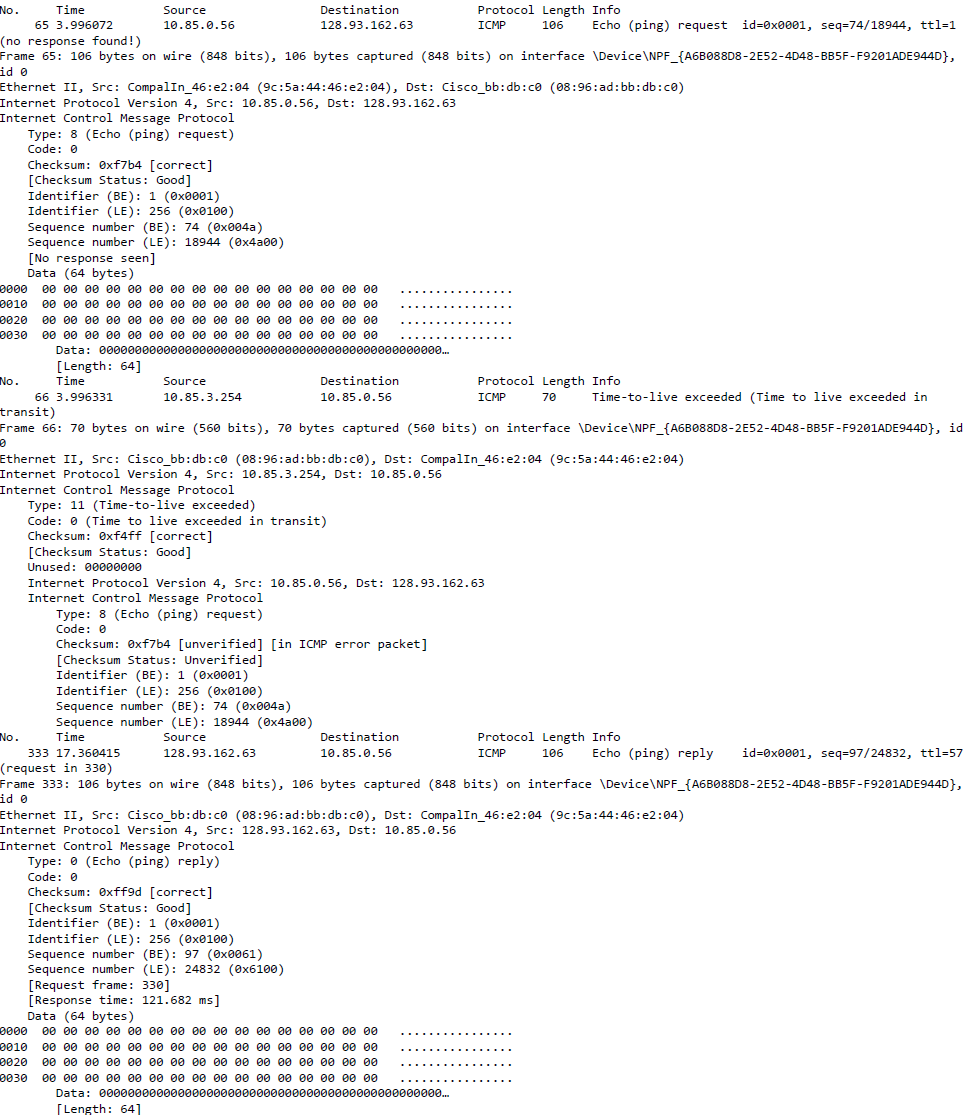 No.     Time           Source                Destination           Protocol Length Info
     65 3.996072       10.85.0.56            128.93.162.63         ICMP     106    Echo (ping) request  id=0x0001, seq=74/18944, ttl=1
(no response found!)
Frame 65: 106 bytes on wire (848 bits), 106 bytes captured (848 bits) on interface \Device\NPF_{A6B088D8-2E52-4D48-BB5F-F9201ADE944D},
id 0
Ethernet II, Src: CompalIn_46:e2:04 (9c:5a:44:46:e2:04), Dst: Cisco_bb:db:c0 (08:96:ad:bb:db:c0)
Internet Protocol Version 4, Src: 10.85.0.56, Dst: 128.93.162.63
Internet Control Message Protocol
    Type: 8 (Echo (ping) request)
    Code: 0
    Checksum: 0xf7b4 [correct]
    [Checksum Status: Good]
    Identifier (BE): 1 (0x0001)
    Identifier (LE): 256 (0x0100)
    Sequence number (BE): 74 (0x004a)
    Sequence number (LE): 18944 (0x4a00)
    [No response seen]
    Data (64 bytes)
0000  00 00 00 00 00 00 00 00 00 00 00 00 00 00 00 00   ................
0010  00 00 00 00 00 00 00 00 00 00 00 00 00 00 00 00   ................
0020  00 00 00 00 00 00 00 00 00 00 00 00 00 00 00 00   ................
0030  00 00 00 00 00 00 00 00 00 00 00 00 00 00 00 00   ................
        Data: 000000000000000000000000000000000000000000000000…
        [Length: 64]
No.     Time           Source                Destination           Protocol Length Info
     66 3.996331       10.85.3.254           10.85.0.56            ICMP     70     Time-to-live exceeded (Time to live exceeded in
transit)
Frame 66: 70 bytes on wire (560 bits), 70 bytes captured (560 bits) on interface \Device\NPF_{A6B088D8-2E52-4D48-BB5F-F9201ADE944D}, id
0
Ethernet II, Src: Cisco_bb:db:c0 (08:96:ad:bb:db:c0), Dst: CompalIn_46:e2:04 (9c:5a:44:46:e2:04)
Internet Protocol Version 4, Src: 10.85.3.254, Dst: 10.85.0.56
Internet Control Message Protocol
    Type: 11 (Time-to-live exceeded)
    Code: 0 (Time to live exceeded in transit)
    Checksum: 0xf4ff [correct]
    [Checksum Status: Good]
    Unused: 00000000
    Internet Protocol Version 4, Src: 10.85.0.56, Dst: 128.93.162.63
    Internet Control Message Protocol
        Type: 8 (Echo (ping) request)
        Code: 0
        Checksum: 0xf7b4 [unverified] [in ICMP error packet]
        [Checksum Status: Unverified]
        Identifier (BE): 1 (0x0001)
        Identifier (LE): 256 (0x0100)
        Sequence number (BE): 74 (0x004a)
        Sequence number (LE): 18944 (0x4a00)
No.     Time           Source                Destination           Protocol Length Info
    333 17.360415      128.93.162.63         10.85.0.56            ICMP     106    Echo (ping) reply    id=0x0001, seq=97/24832, ttl=57
(request in 330)
Frame 333: 106 bytes on wire (848 bits), 106 bytes captured (848 bits) on interface \Device\NPF_{A6B088D8-2E52-4D48-BB5F-F9201ADE944D},
id 0
Ethernet II, Src: Cisco_bb:db:c0 (08:96:ad:bb:db:c0), Dst: CompalIn_46:e2:04 (9c:5a:44:46:e2:04)
Internet Protocol Version 4, Src: 128.93.162.63, Dst: 10.85.0.56
Internet Control Message Protocol
    Type: 0 (Echo (ping) reply)
    Code: 0
    Checksum: 0xff9d [correct]
    [Checksum Status: Good]
    Identifier (BE): 1 (0x0001)
    Identifier (LE): 256 (0x0100)
    Sequence number (BE): 97 (0x0061)
    Sequence number (LE): 24832 (0x6100)
    [Request frame: 330]
    [Response time: 121.682 ms]
    Data (64 bytes)
0000  00 00 00 00 00 00 00 00 00 00 00 00 00 00 00 00   ................
0010  00 00 00 00 00 00 00 00 00 00 00 00 00 00 00 00   ................
0020  00 00 00 00 00 00 00 00 00 00 00 00 00 00 00 00   ................
0030  00 00 00 00 00 00 00 00 00 00 00 00 00 00 00 00   ................
        Data: 000000000000000000000000000000000000000000000000…
        [Length: 64]